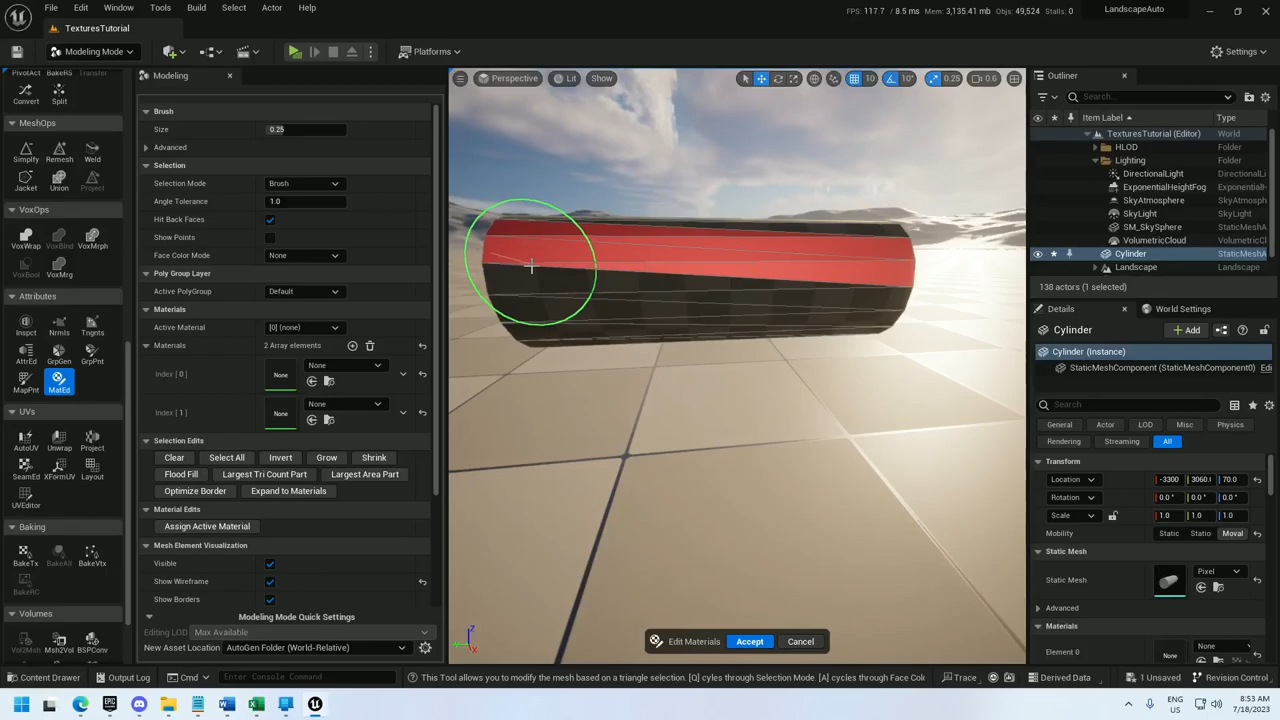 File Edit Window Tools Build Select Actor Help
FPS: 117.7 / 8.5 ms Mem: 3,135.41 mb Objs: 49,524 Stalls: 0
LandscapeAuto
TexturesTutorial
Modeling Mode
Platforms
Settings
PivotAct BakeRS
Convert Split
MeshOps
Simplfy Remesh Weld
Jacket Union Project
VoxOps
VoxWrap VoxBlnd VoxMrph
VoxBool VoxMrg
Attributes
Inspct Nrmls Tngnts
AttrEd GrpGen GrpPnt
MapPnt MatEd
UVs
AutoUV Unwrap Project
SeamEd XFormUV Layout
UVEditor
Baking
BakeTx BakeAll BakeVtx
BakeRC
Volumes
Vol2Msh Msh2Vol BSPConv
Modeling
Brush
Size 0.25
Advanced
Selection
Selection Mode Brush
Angle Tolerance 1.0
Hit Back Faces
Show Points
Face Color Mode None
Poly Group Layer
Active PolyGroup Default
Materials
Active Material [0] (none)
Materials 2 Array elements
Index [ 0 ] None None
Index [ 1 ] None None
Selection Edits
Clear Select All Invert Grow Shrink
Flood Fill Largest Tri Count Part Largest Area Part
Optimize Border Expand to Materials
Material Edits
Assign Active Material
Mesh Element Visualization
Visible
Show Wireframe
Show Borders
Modeling Mode Quick Settings
Editing LOD Max Available
New Asset Location AutoGen Folder (World-Relative)
Perspective Lit Show
10 10° 0.25 0.6
Z
X
Edit Materials Accept Cancel
Outliner
Search...
Item Label Type
TexturesTutorial (Editor) World
HLOD Folder
Lighting Folder
DirectionalLight DirectionalLi
ExponentialHeightFog ExponentialH
SkyAtmosphere SkyAtmosphe
SkyLight SkyLight
SM_SkySphere StaticMeshA
VolumetricCloud VolumetricCl
Cylinder StaticMeshA
Landscape Landscape
138 actors (1 selected)
Details World Settings
Cylinder Add
Cylinder (Instance)
StaticMeshComponent (StaticMeshComponent0) Edi
Search
General Actor LOD Misc Physics
Rendering Streaming All
Transform
Location -3300 3060.( 70.0
Rotation 0.0 ° 0.0 ° 0.0 °
Scale 1.0 1.0 1.0
Mobility Static Statio Moval
Static Mesh
Static Mesh Pixel
Advanced
Materials
Element 0 None None
Content Drawer Output Log Cmd Enter Console Command
This Tool allows you to modify the mesh based on a triangle selection. [Q] cyles through Selection Mode. [A] cycles through Face Col
Trace Derived Data 1 Unsaved Revision Control
ENG
US
8:53 AM
7/18/2023